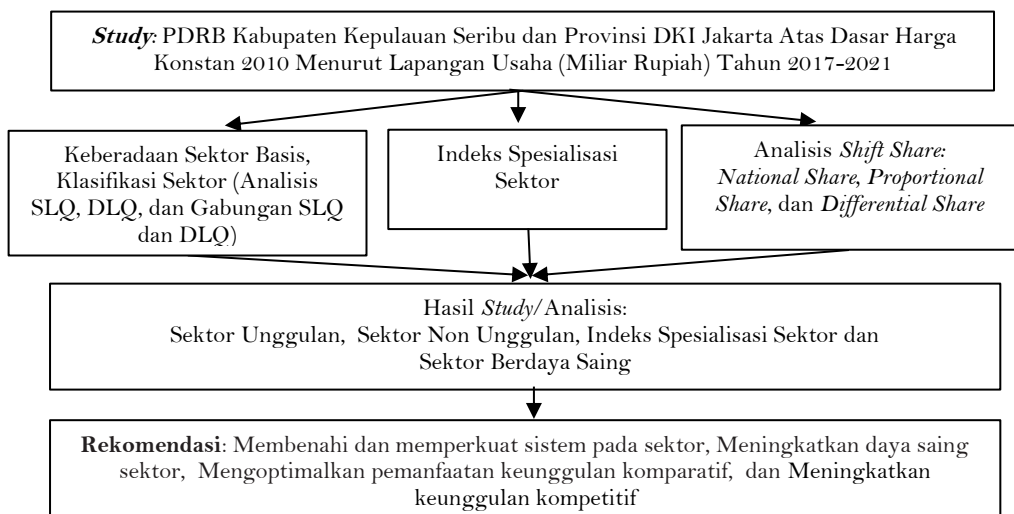 Study: PDRB Kabupaten Kepulauan Seribu dan Provinsi DKI Jakarta Atas Dasar Harga
Konstan 2010 Menurut Lapangan Usaha (Miliar Rupiah) Tahun 2017-2021
Keberadaan Sektor Basis,
Klasifikasi Sektor (Analisis
SLQ, DLQ, dan Gabungan SLQ
dan DLQ)
Indeks Spesialisasi
Sektor
Analisis Shift Share:
National Share, Proportional
Share, dan Differential Share
Hasil Study/Analisis:
Sektor Unggulan, Sektor Non Unggulan, Indeks Spesialisasi Sektor dan
Sektor Berdaya Saing
Rekomendasi: Membenahi dan memperkuat sistem pada sektor, Meningkatkan daya saing
sektor, Mengoptimalkan pemanfaatan keunggulan komparatif, dan Meningkatkan
keunggulan kompetitif